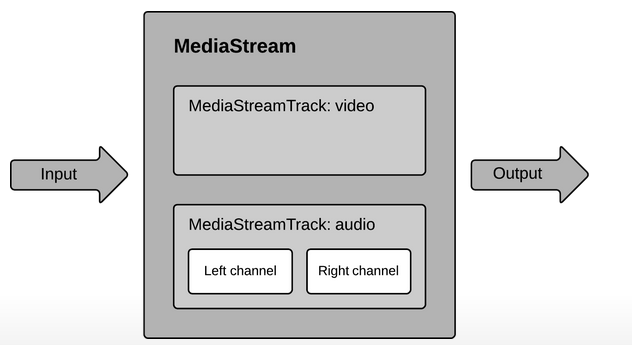 MediaStream
MediaStreamTrack: video
Input
Output
MediaStreamTrack: audio
Left channel
Right channel